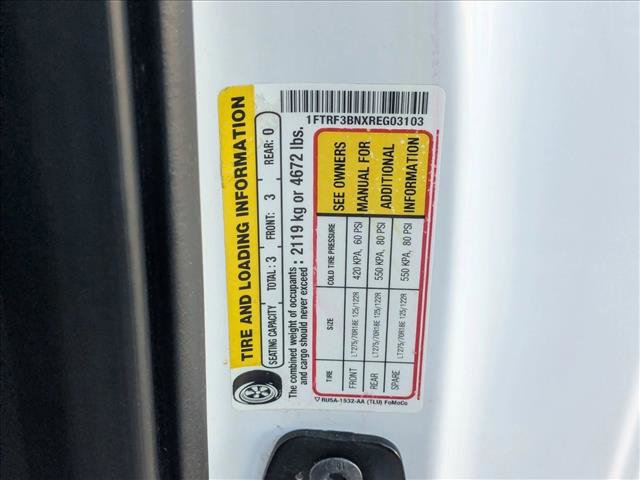 1FTRF3BNXREG03103
TIRE AND LOADING INFORMATION
SEATING CAPACITY TOTAL: 3 FRONT: 3 REAR: 0
The combined weight of occupants
and cargo should never exceed : 2119 kg or 4672 lbs.
TIRE SIZE COLD TIRE PRESSURE SEE OWNERS
FRONT LT275/70R18E 125/122R 420 KPA, 60 PSI MANUAL FOR
REAR LT275/70R18E 125/122R 550 KPA, 80 PSI ADDITIONAL
SPARE LT275/70R18E 125/122R 550 KPA, 80 PSI INFORMATION
RU5A-1532-AA (TLU) FoMoCo